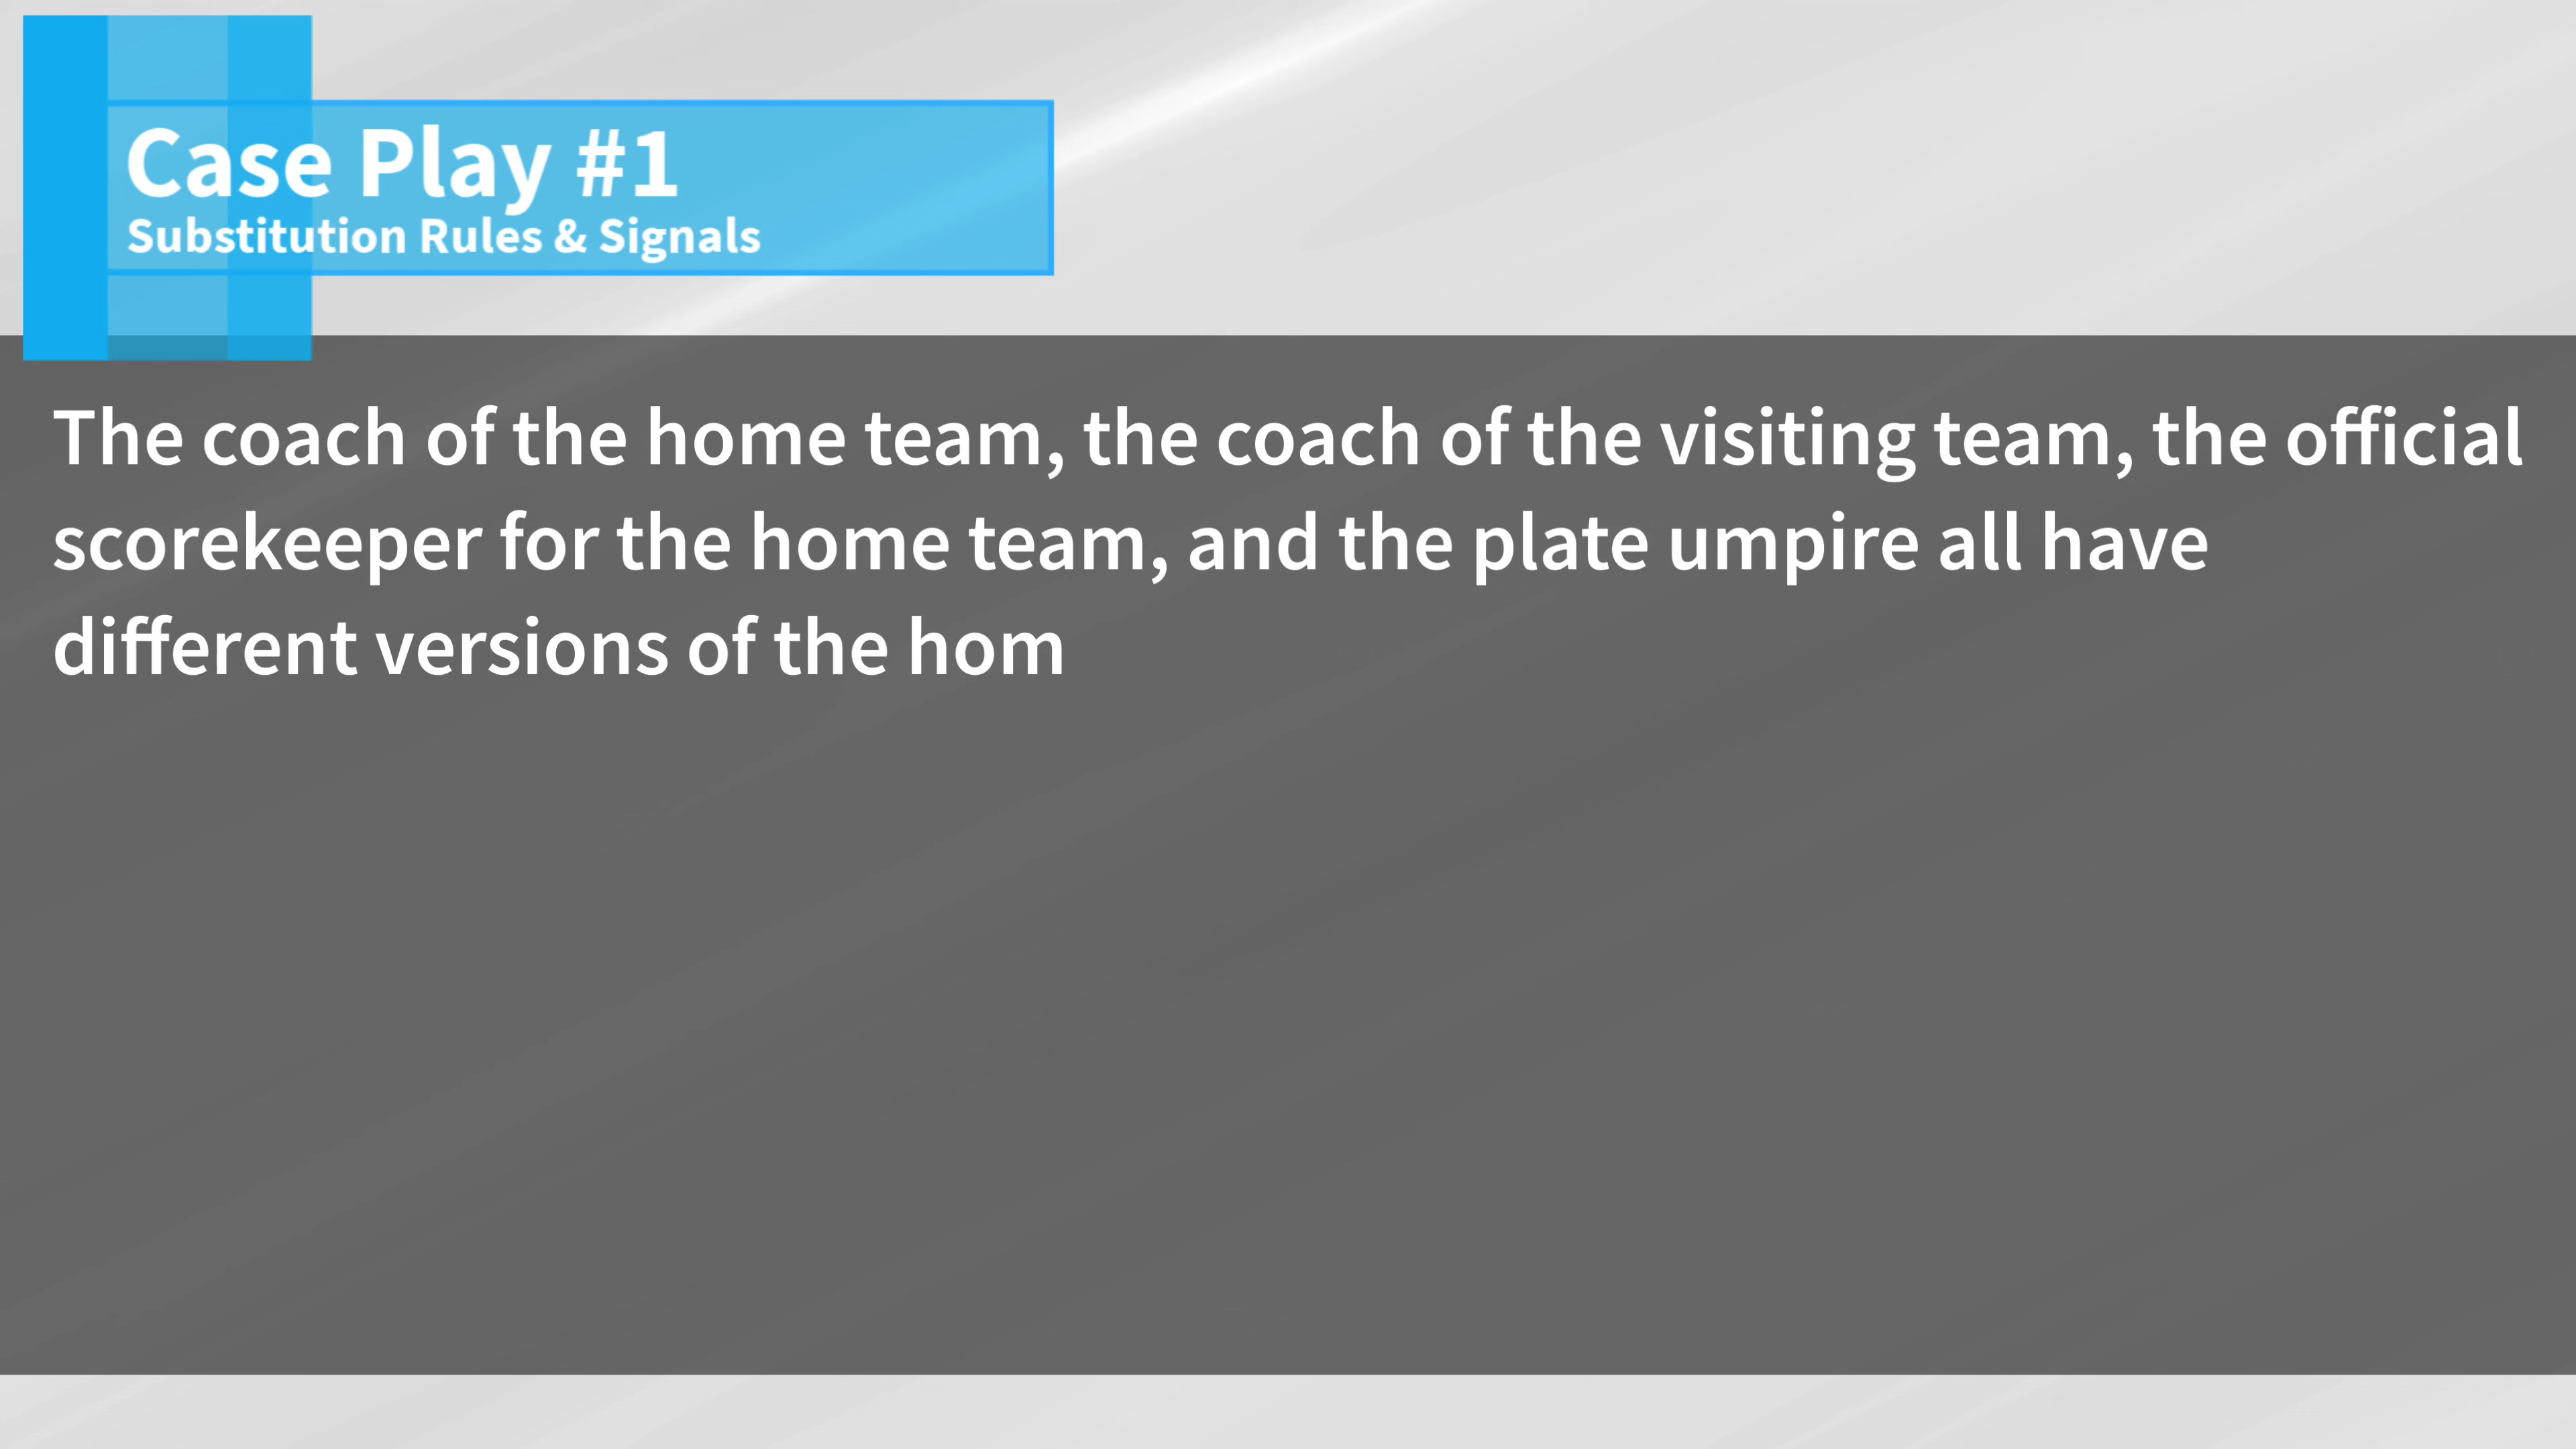 Case Play #1
Substitution Rules & Signals
The coach of the home team, the coach of the visiting team, the official
scorekeeper for the home team, and the plate umpire all have
different versions of the hom